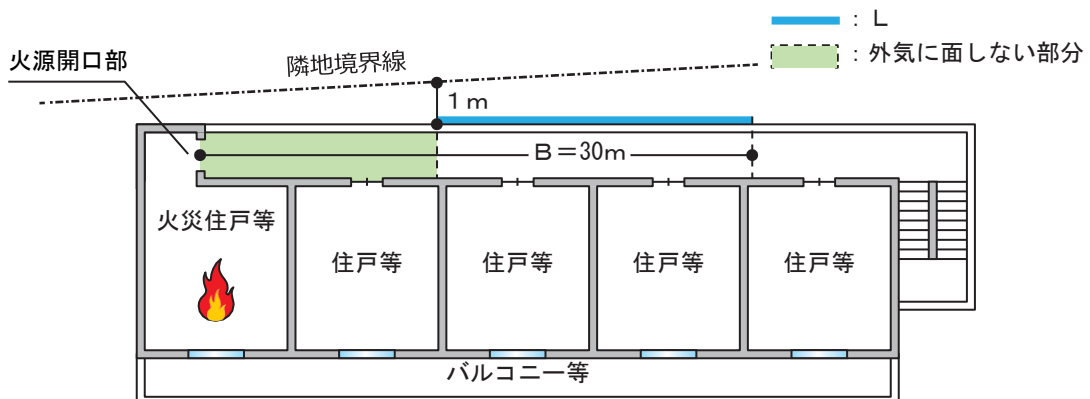 ：L
：外気に面しない部分
火源開口部
隣地境界線
1m
B＝30m
火災住戸等
住戸等
住戸等
住戸等
住戸等
バルコニー等